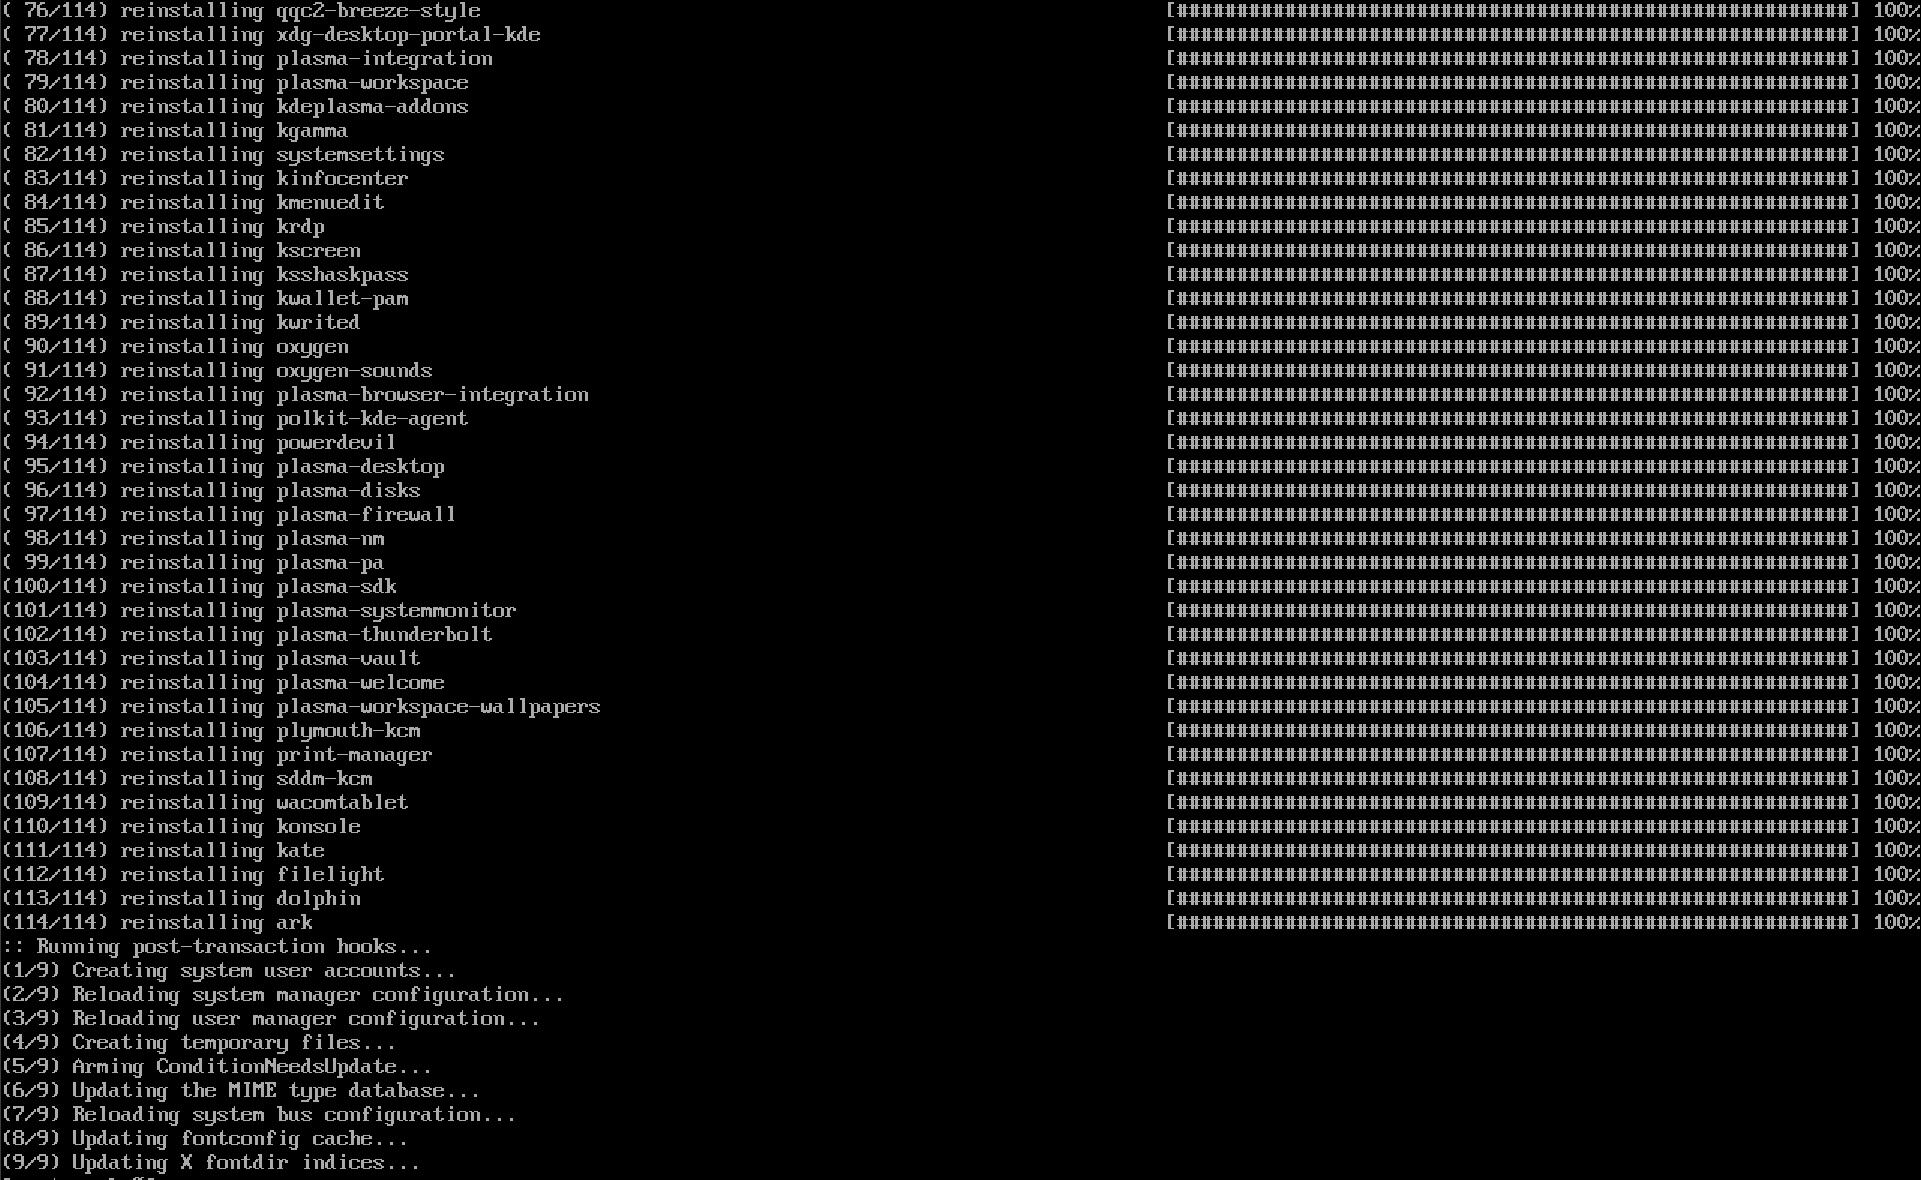 ( 76/114) reinstalling qqc2-breeze-style [########################################################] 100%
( 77/114) reinstalling xdg-desktop-portal-kde [########################################################] 100%
( 78/114) reinstalling plasma-integration [########################################################] 100%
( 79/114) reinstalling plasma-workspace [########################################################] 100%
( 80/114) reinstalling kdeplasma-addons [########################################################] 100%
( 81/114) reinstalling kgamma [########################################################] 100%
( 82/114) reinstalling systemsettings [########################################################] 100%
( 83/114) reinstalling kinfocenter [########################################################] 100%
( 84/114) reinstalling kmenuedit [########################################################] 100%
( 85/114) reinstalling krdp [########################################################] 100%
( 86/114) reinstalling kscreen [########################################################] 100%
( 87/114) reinstalling ksshaskpass [########################################################] 100%
( 88/114) reinstalling kwallet-pam [########################################################] 100%
( 89/114) reinstalling kwrited [########################################################] 100%
( 90/114) reinstalling oxygen [########################################################] 100%
( 91/114) reinstalling oxygen-sounds [########################################################] 100%
( 92/114) reinstalling plasma-browser-integration [########################################################] 100%
( 93/114) reinstalling polkit-kde-agent [########################################################] 100%
( 94/114) reinstalling powerdevil [########################################################] 100%
( 95/114) reinstalling plasma-desktop [########################################################] 100%
( 96/114) reinstalling plasma-disks [########################################################] 100%
( 97/114) reinstalling plasma-firewall [########################################################] 100%
( 98/114) reinstalling plasma-nm [########################################################] 100%
( 99/114) reinstalling plasma-pa [########################################################] 100%
(100/114) reinstalling plasma-sdk [########################################################] 100%
(101/114) reinstalling plasma-systemmonitor [########################################################] 100%
(102/114) reinstalling plasma-thunderbolt [########################################################] 100%
(103/114) reinstalling plasma-vault [########################################################] 100%
(104/114) reinstalling plasma-welcome [########################################################] 100%
(105/114) reinstalling plasma-workspace-wallpapers [########################################################] 100%
(106/114) reinstalling plymouth-kcm [########################################################] 100%
(107/114) reinstalling print-manager [########################################################] 100%
(108/114) reinstalling sddm-kcm [########################################################] 100%
(109/114) reinstalling wacomtablet [########################################################] 100%
(110/114) reinstalling konsole [########################################################] 100%
(111/114) reinstalling kate [########################################################] 100%
(112/114) reinstalling filelight [########################################################] 100%
(113/114) reinstalling dolphin [########################################################] 100%
(114/114) reinstalling ark [########################################################] 100%
:: Running post-transaction hooks...
(1/9) Creating system user accounts...
(2/9) Reloading system manager configuration...
(3/9) Reloading user manager configuration...
(4/9) Creating temporary files...
(5/9) Arming ConditionNeedsUpdate...
(6/9) Updating the MIME type database...
(7/9) Reloading system bus configuration...
(8/9) Updating fontconfig cache...
(9/9) Updating X fontdir indices...